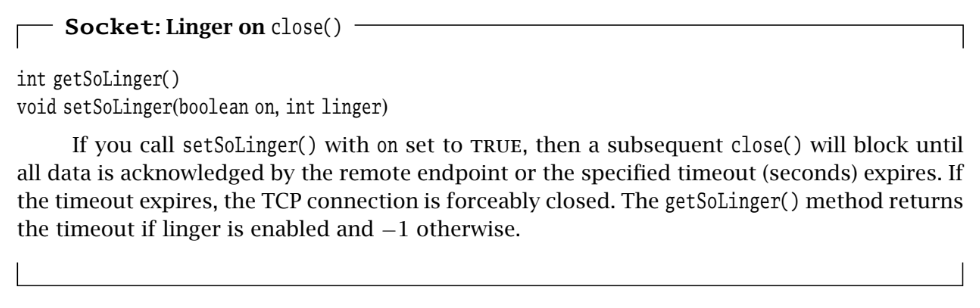 Socket: Linger on close()
int getSoLinger()
void setSoLinger(boolean on, int linger)
If you call setSoLinger() with on set to TRUE, then a subsequent close() will block until
all data is acknowledged by the remote endpoint or the specified timeout (seconds) expires. If
the timeout expires, the TCP connection is forceably closed. The getSoLinger() method returns
the timeout if linger is enabled and −1 otherwise.